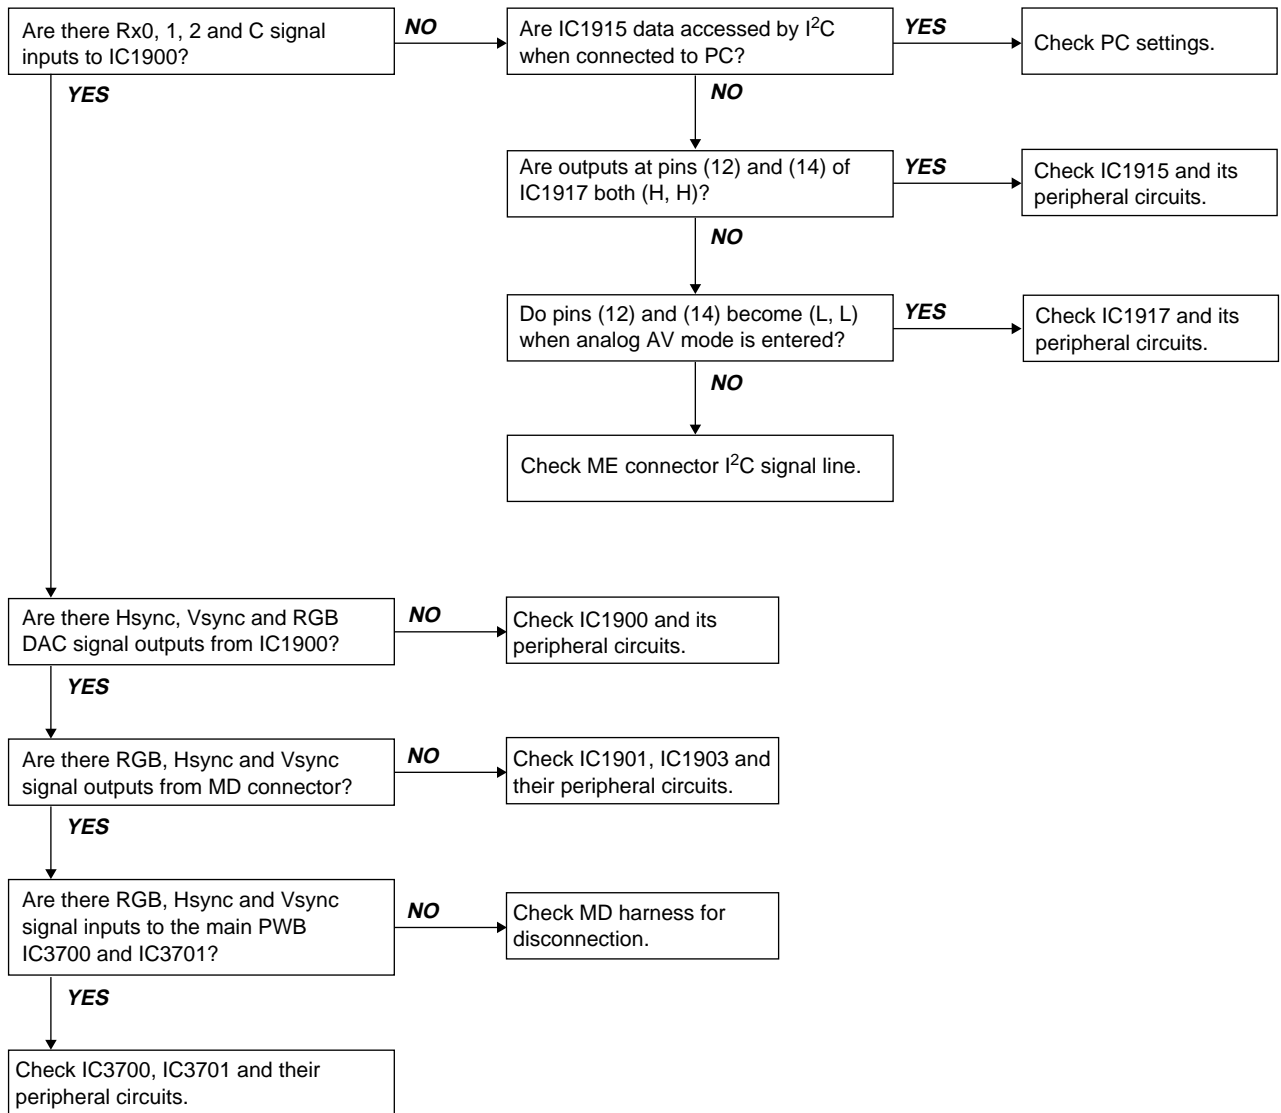 Are there Rx0, 1, 2 and C signal
inputs to IC1900?
NO
Are IC1915 data accessed by I²C
when connected to PC?
YES
Check PC settings.
YES
NO
Are outputs at pins (12) and (14) of
IC1917 both (H, H)?
YES
Check IC1915 and its
peripheral circuits.
NO
Do pins (12) and (14) become (L, L)
when analog AV mode is entered?
YES
Check IC1917 and its
peripheral circuits.
NO
Check ME connector I²C signal line.
Are there Hsync, Vsync and RGB
DAC signal outputs from IC1900?
NO
Check IC1900 and its
peripheral circuits.
YES
Are there RGB, Hsync and Vsync
signal outputs from MD connector?
NO
Check IC1901, IC1903 and
their peripheral circuits.
YES
Are there RGB, Hsync and Vsync
signal inputs to the main PWB
IC3700 and IC3701?
NO
Check MD harness for
disconnection.
YES
Check IC3700, IC3701 and their
peripheral circuits.